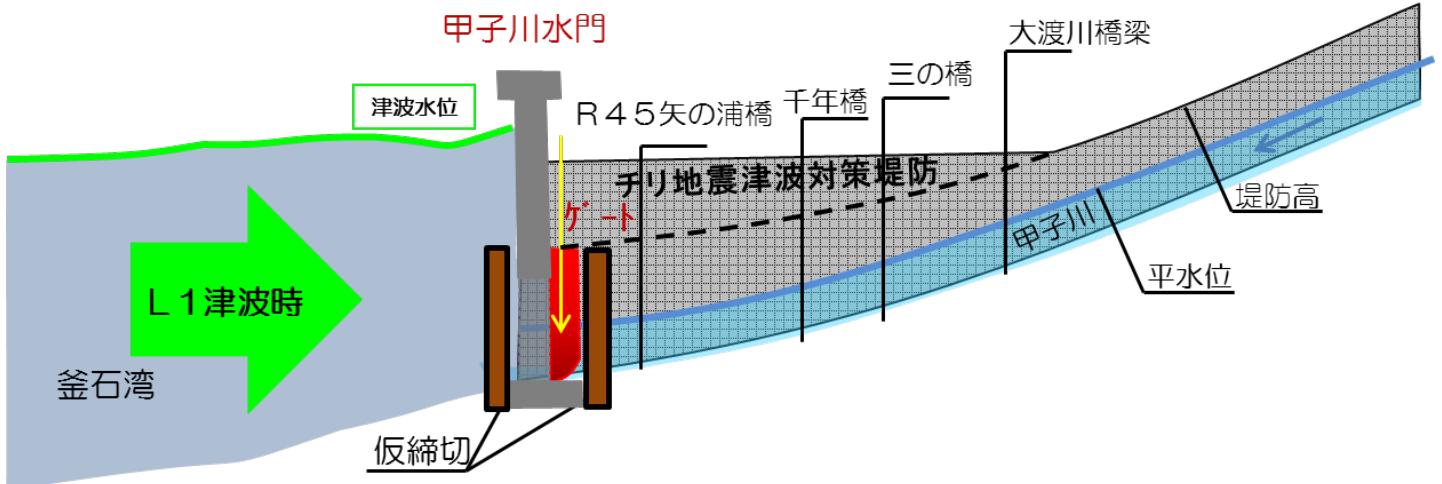 甲子川水門
大渡川橋梁
三の橋
津波水位
R45矢の浦橋
千年橋
チリ地震津波対策堤防
堤防高
ゲート
甲子川
平水位
L1津波時
釜石湾
仮締切